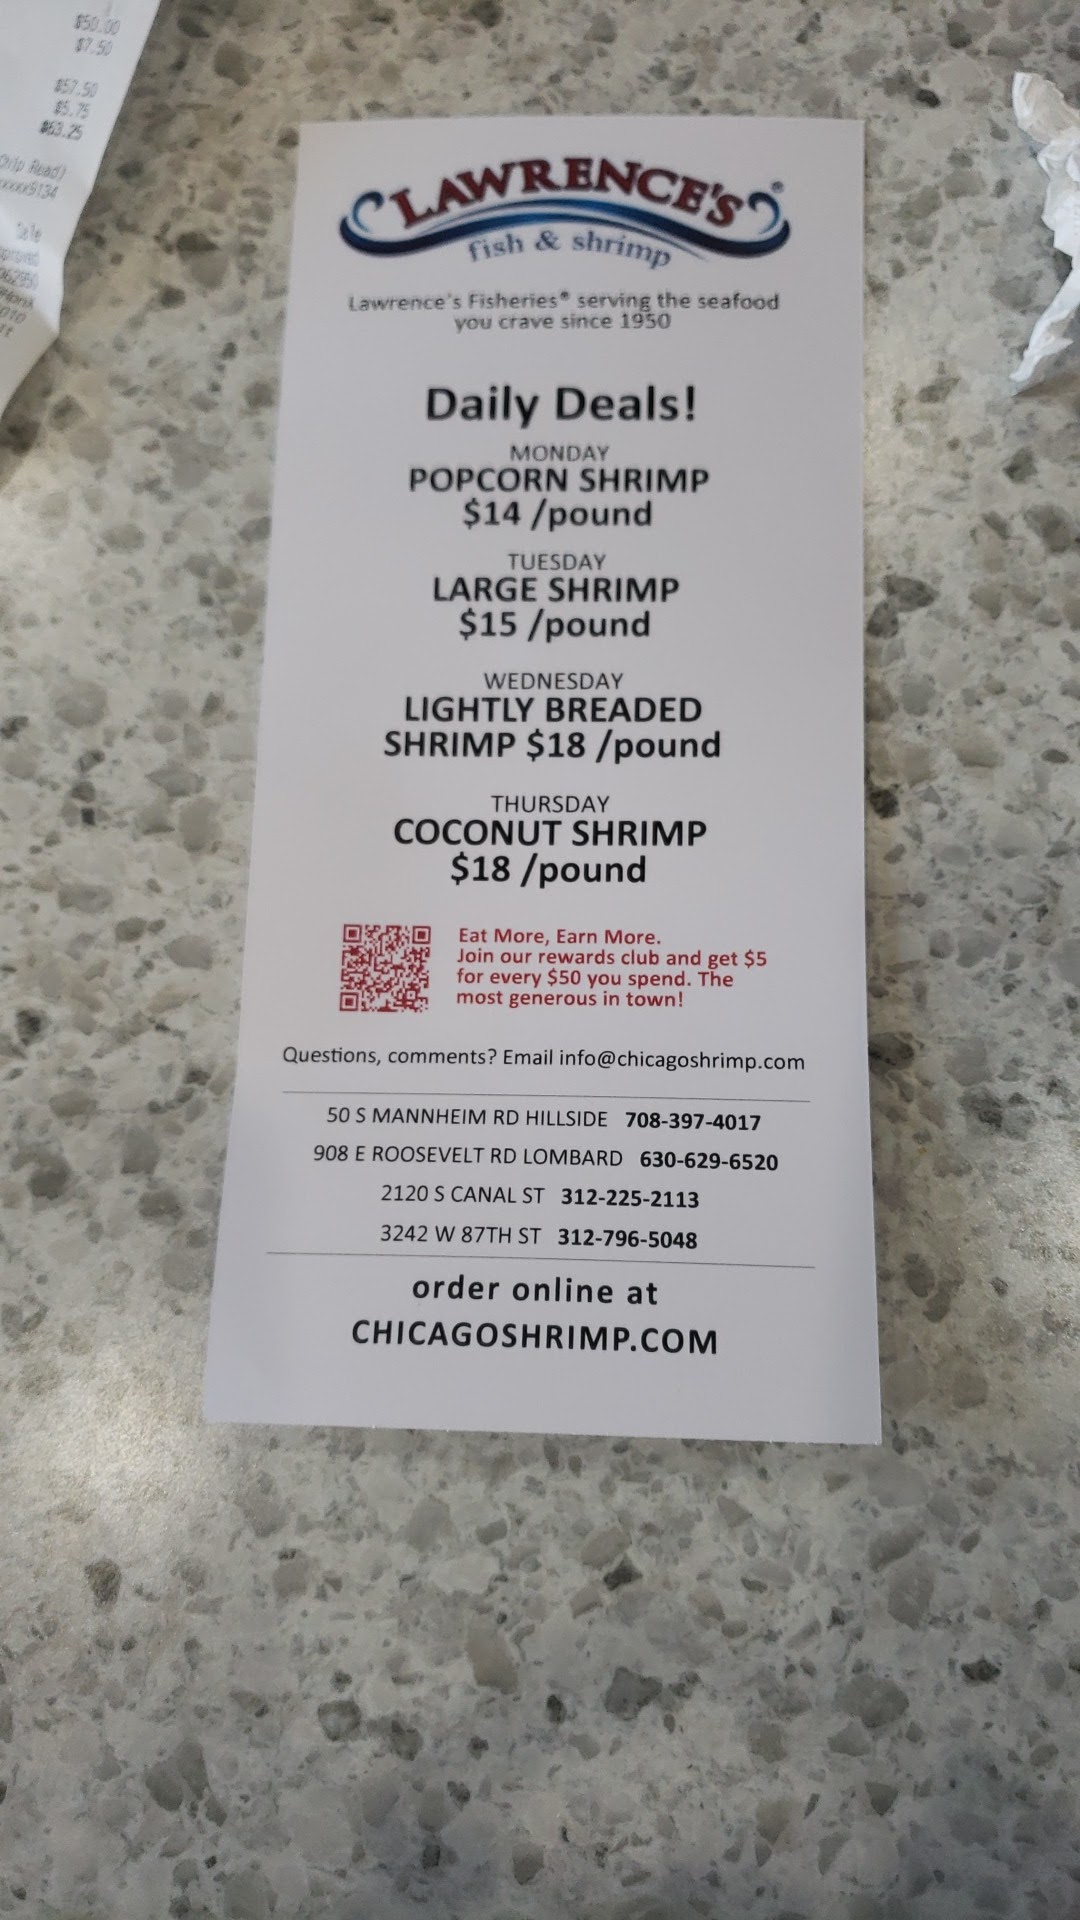 $50.00
$7.50
$57.50
$5.75
$63.25
LAWRENCE'S®
fish & shrimp
Lawrence's Fisheries® serving the seafood
you crave since 1950
Daily Deals!
MONDAY
POPCORN SHRIMP
$14 /pound
TUESDAY
LARGE SHRIMP
$15 /pound
WEDNESDAY
LIGHTLY BREADED
SHRIMP $18 /pound
THURSDAY
COCONUT SHRIMP
$18 /pound
Eat More, Earn More.
Join our rewards club and get $5
for every $50 you spend. The
most generous in town!
Questions, comments? Email info@chicagoshrimp.com
50 S MANNHEIM RD HILLSIDE 708-397-4017
908 E ROOSEVELT RD LOMBARD 630-629-6520
2120 S CANAL ST 312-225-2113
3242 W 87TH ST 312-796-5048
order online at
CHICAGOSHRIMP.COM